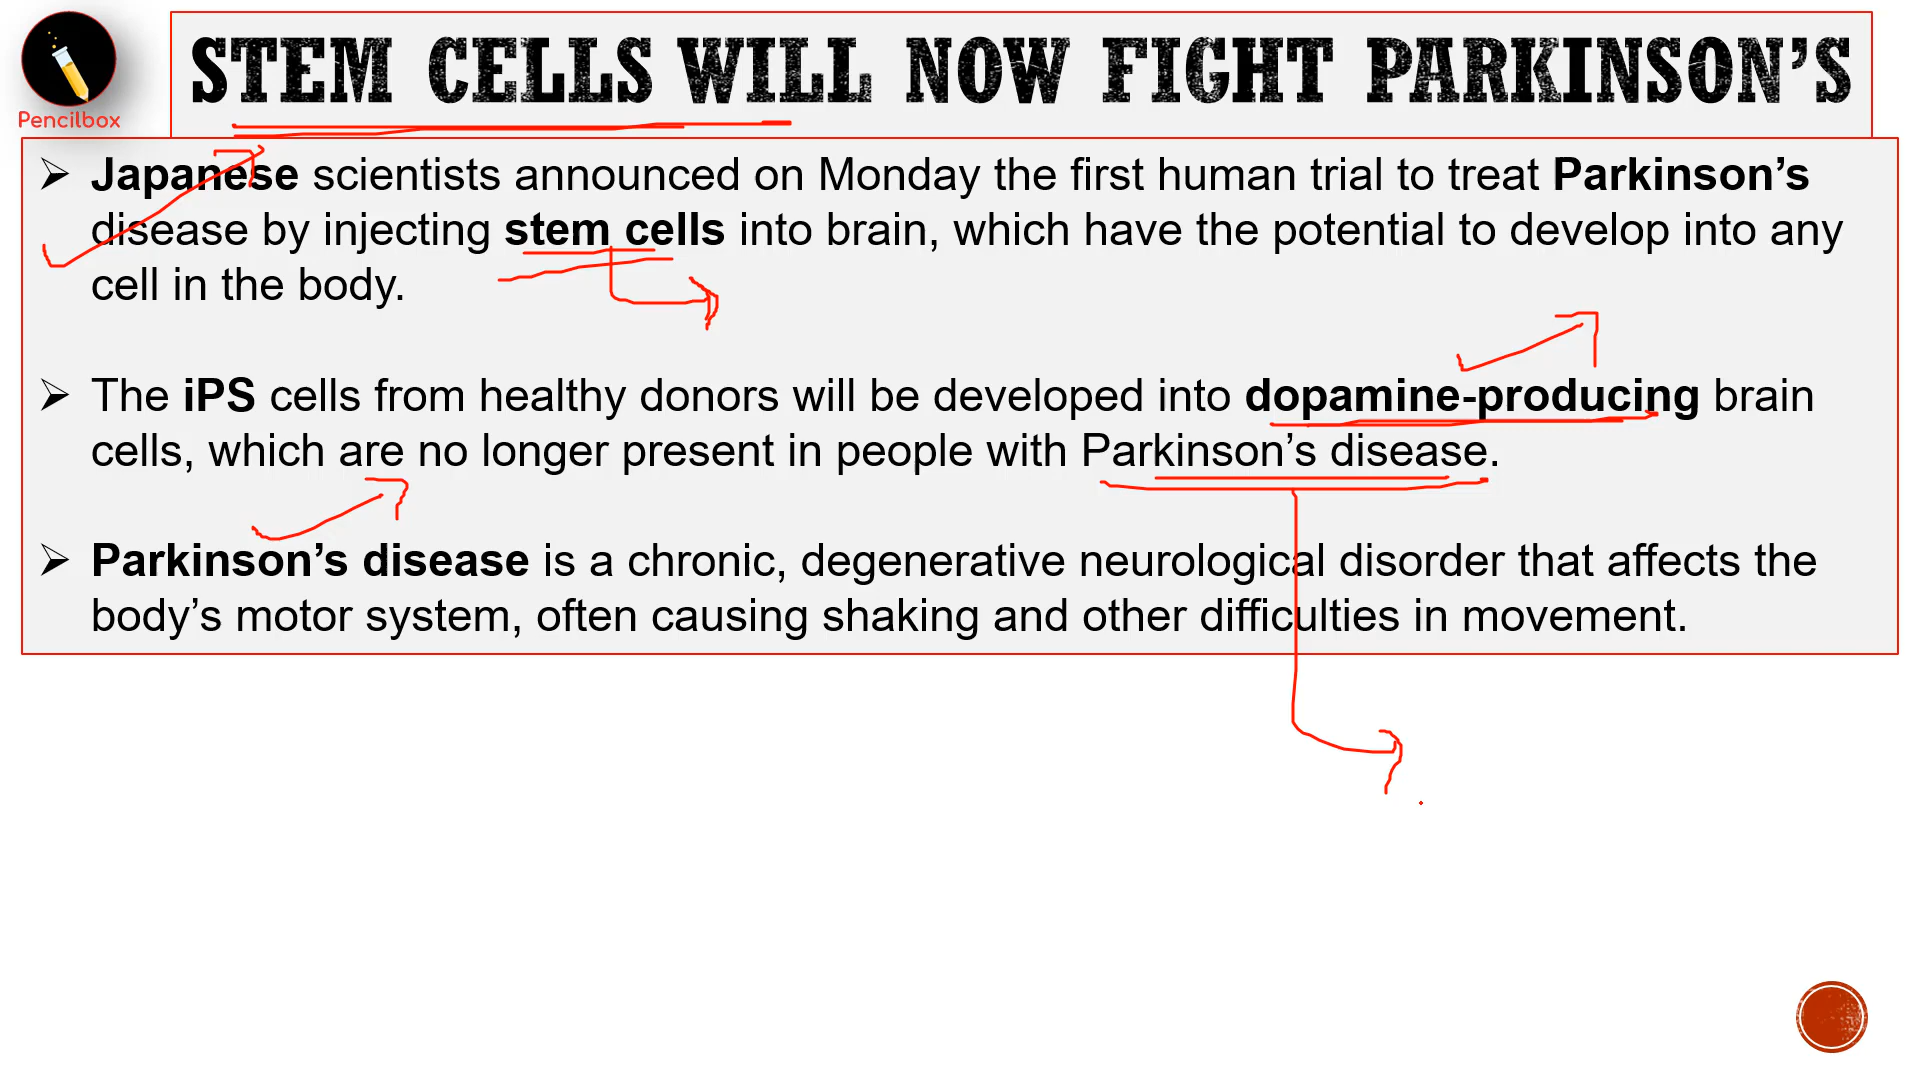 Pencilbox
STEM CELLS WILL NOW FIGHT PARKINSON’S
➢ Japanese scientists announced on Monday the first human trial to treat Parkinson’s
disease by injecting stem cells into brain, which have the potential to develop into any
cell in the body.
➢ The iPS cells from healthy donors will be developed into dopamine-producing brain
cells, which are no longer present in people with Parkinson’s disease.
➢ Parkinson’s disease is a chronic, degenerative neurological disorder that affects the
body’s motor system, often causing shaking and other difficulties in movement.